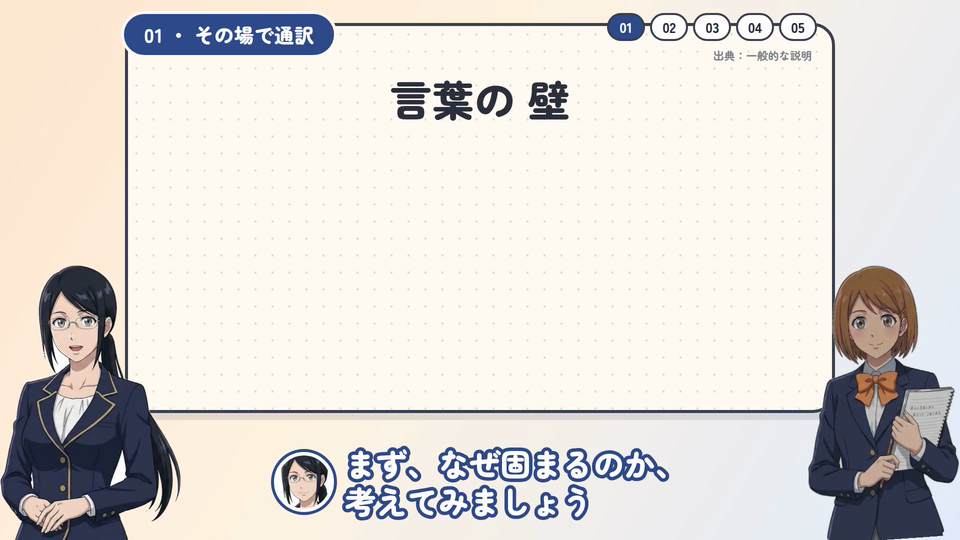 01 ・ その場で通訳
01 02 03 04 05
出典：一般的な説明
言葉の 壁
まず、なぜ固まるのか、
考えてみましょう